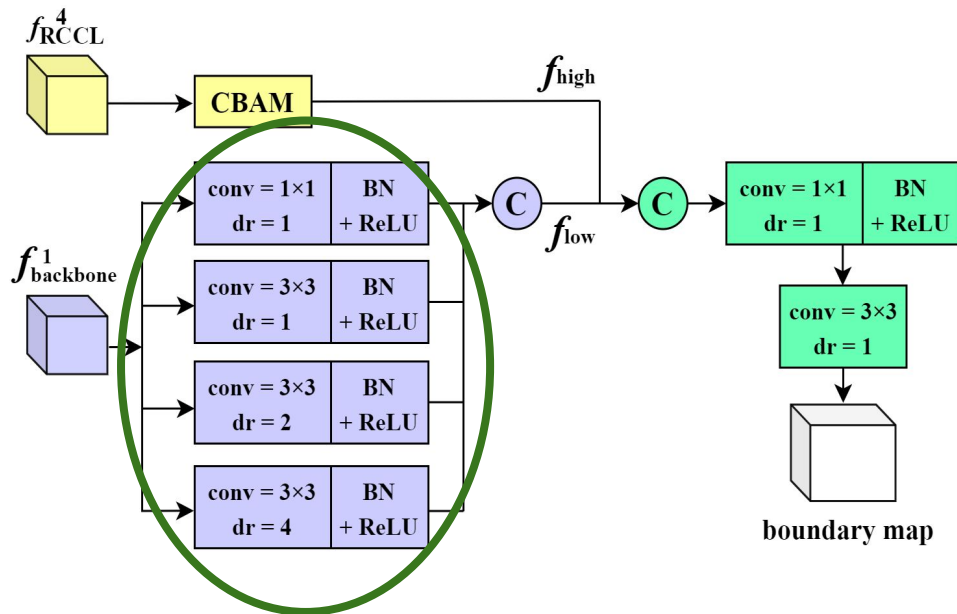 f⁴RCCL
CBAM
fhigh
conv = 1×1
dr = 1
BN
+ ReLU
C
flow
C
conv = 1×1
dr = 1
BN
+ ReLU
f¹backbone
conv = 3×3
dr = 1
BN
+ ReLU
conv = 3×3
dr = 1
conv = 3×3
dr = 2
BN
+ ReLU
conv = 3×3
dr = 4
BN
+ ReLU
boundary map